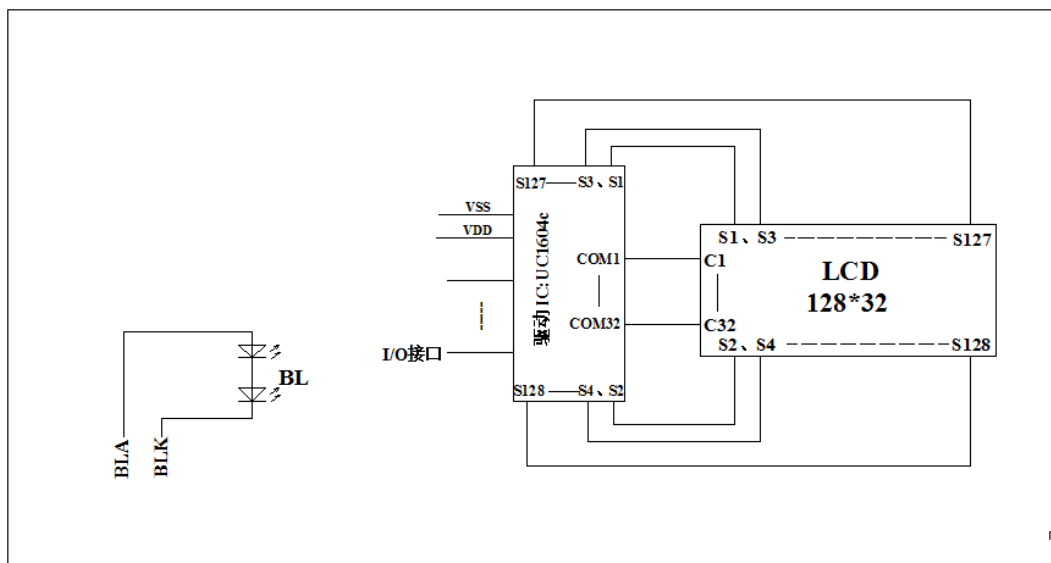 S127 S3、S1
VSS
VDD
驱动IC:UC1604c
COM1
COM32
I/O接口
S128 S4、S2
S1、S3 S127
C1
LCD
128*32
C32
S2、S4 S128
BL
BLA
BLK